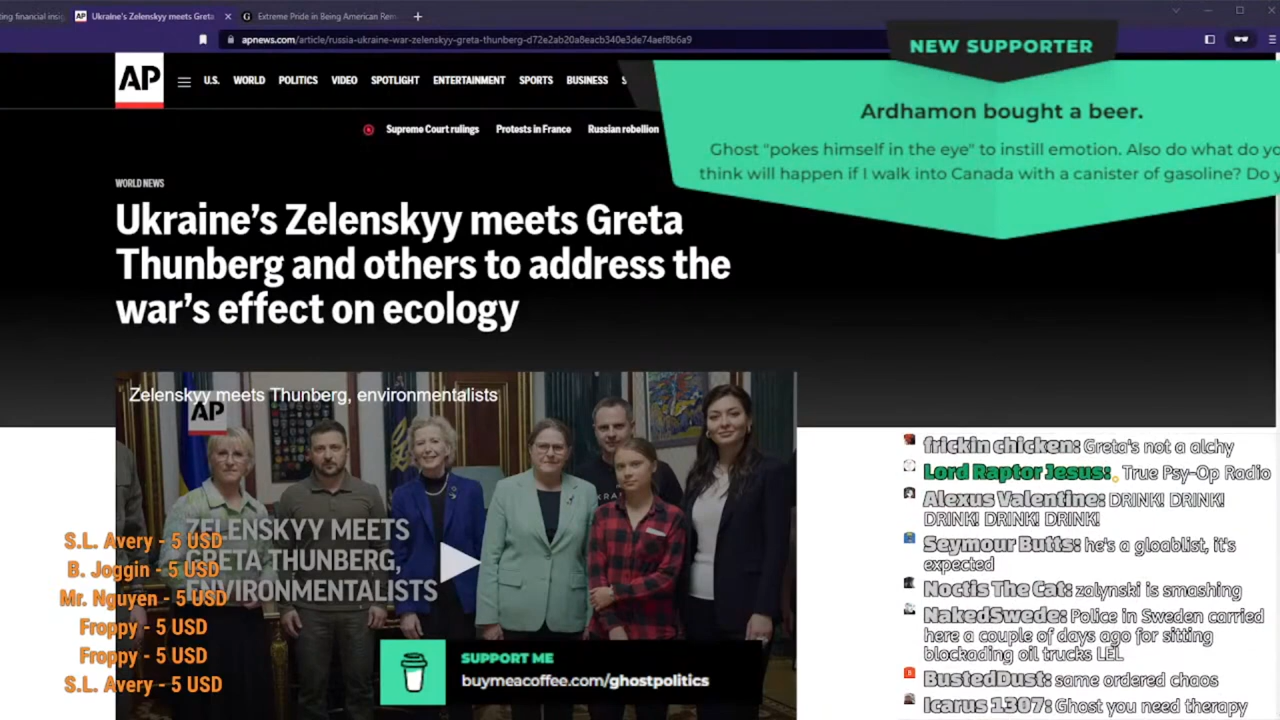 ting financial insig
AP Ukraine's Zelenskyy meets Greta
G Extreme Pride in Being American Rem
apnews.com/article/russia-ukraine-war-zelenskyy-greta-thunberg-d72e2ab20a8eacb340e3de74aef8b6a9
NEW SUPPORTER
AP
U.S. WORLD POLITICS VIDEO SPOTLIGHT ENTERTAINMENT SPORTS BUSINESS S
Ardhamon bought a beer.
Ghost "pokes himself in the eye" to instill emotion. Also do what do yo
think will happen if I walk into Canada with a canister of gasoline? Do y
Supreme Court rulings Protests in France Russian rebellion
WORLD NEWS
Ukraine's Zelenskyy meets Greta
Thunberg and others to address the
war's effect on ecology
Zelenskyy meets Thunberg, environmentalists
AP
ZELENSKYY MEETS
GRETA THUNBERG,
ENVIRONMENTALISTS
S.L. Avery - 5 USD
B. Joggin - 5 USD
Mr. Nguyen - 5 USD
Froppy - 5 USD
Froppy - 5 USD
S.L. Avery - 5 USD
SUPPORT ME
buymeacoffee.com/ghostpolitics
frickin chicken: Greta's not a alchy
Lord Raptor Jesus: True Psy-Op Radio
Alexus Valentine: DRINK! DRINK!
DRINK! DRINK! DRINK!
Seymour Butts: he's a gloablist, it's
expected
Noctis The Cat: zolynski is smashing
NakedSwede: Police in Sweden carried
here a couple of days ago for sitting
blockading oil trucks LEL
BustedDust: same ordered chaos
Icarus 1307: Ghost you need therapy